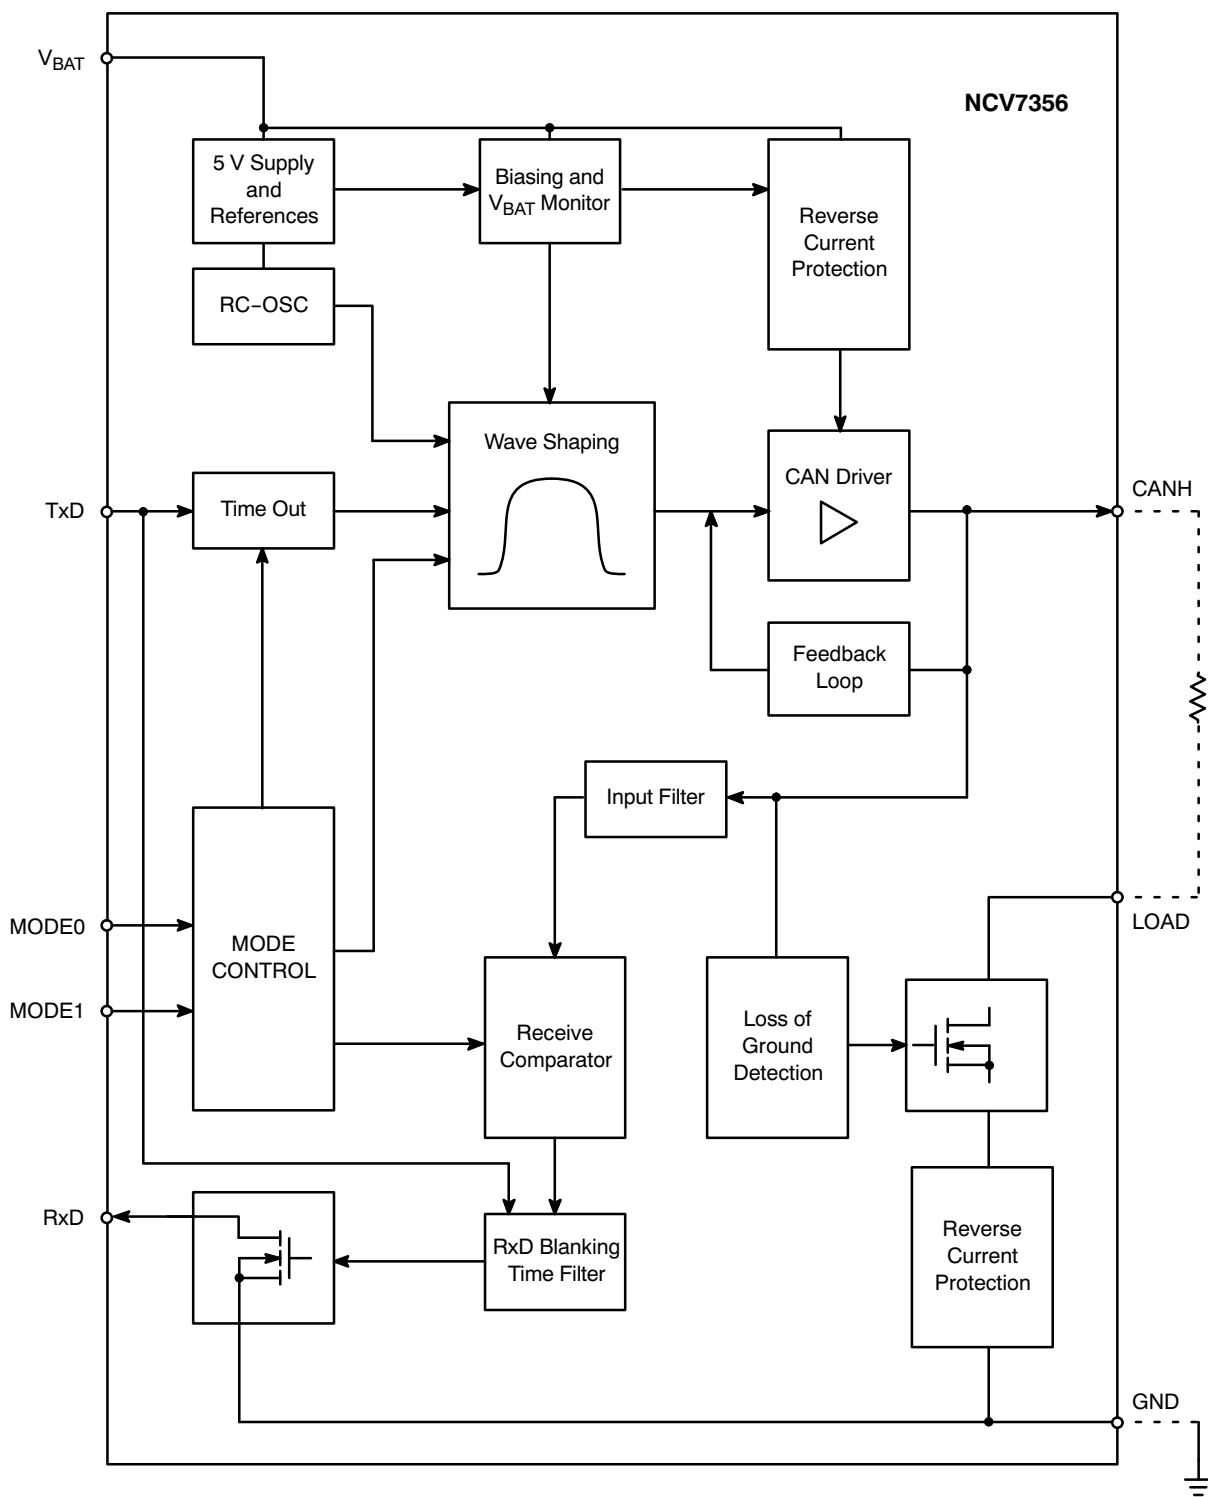 V_BAT
NCV7356
5 V Supply
and
References
Biasing and
V_BAT Monitor
Reverse
Current
Protection
RC−OSC
Wave Shaping
CAN Driver
CANH
TxD
Time Out
Feedback
Loop
Input Filter
MODE0
LOAD
MODE
CONTROL
MODE1
Receive
Comparator
Loss of
Ground
Detection
RxD
RxD Blanking
Time Filter
Reverse
Current
Protection
GND